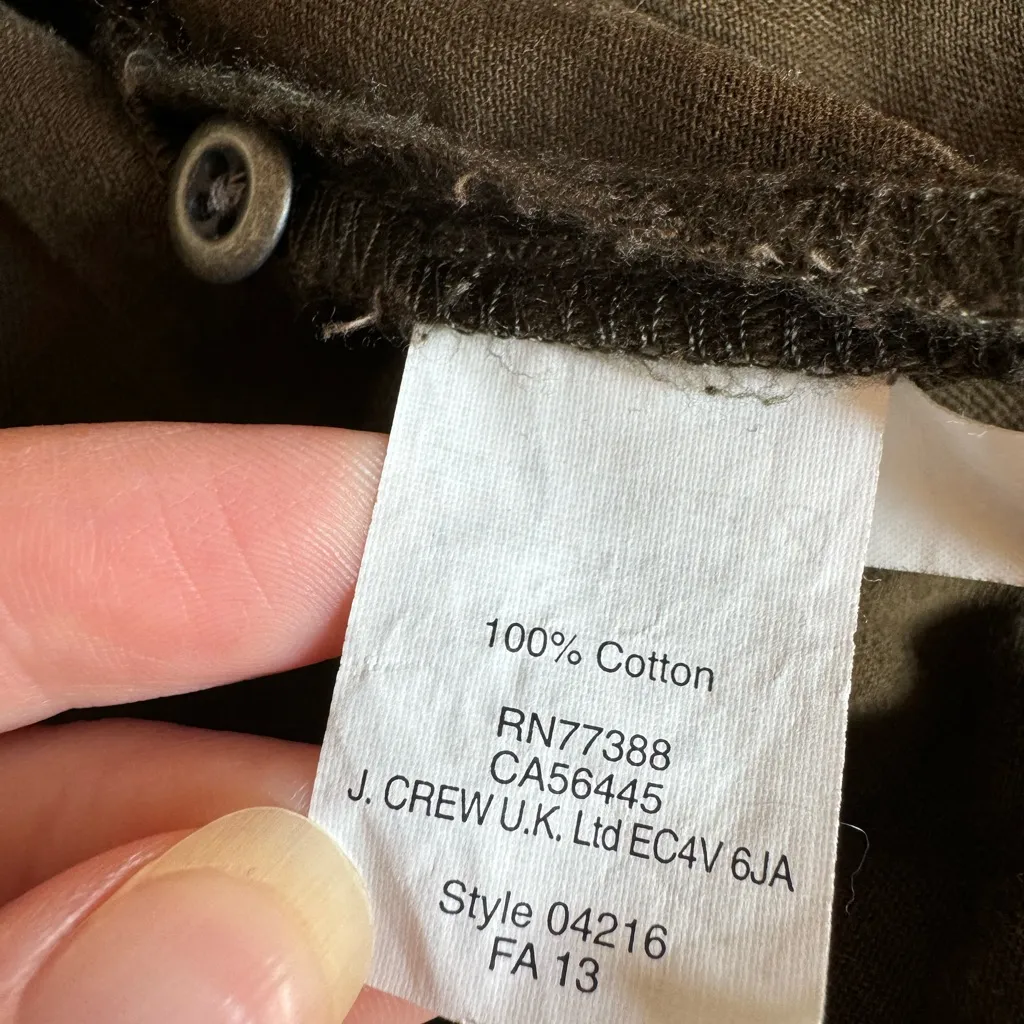 100% Cotton
RN77388
CA56445
J. CREW U.K. Ltd EC4V 6JA
Style 04216
FA 13